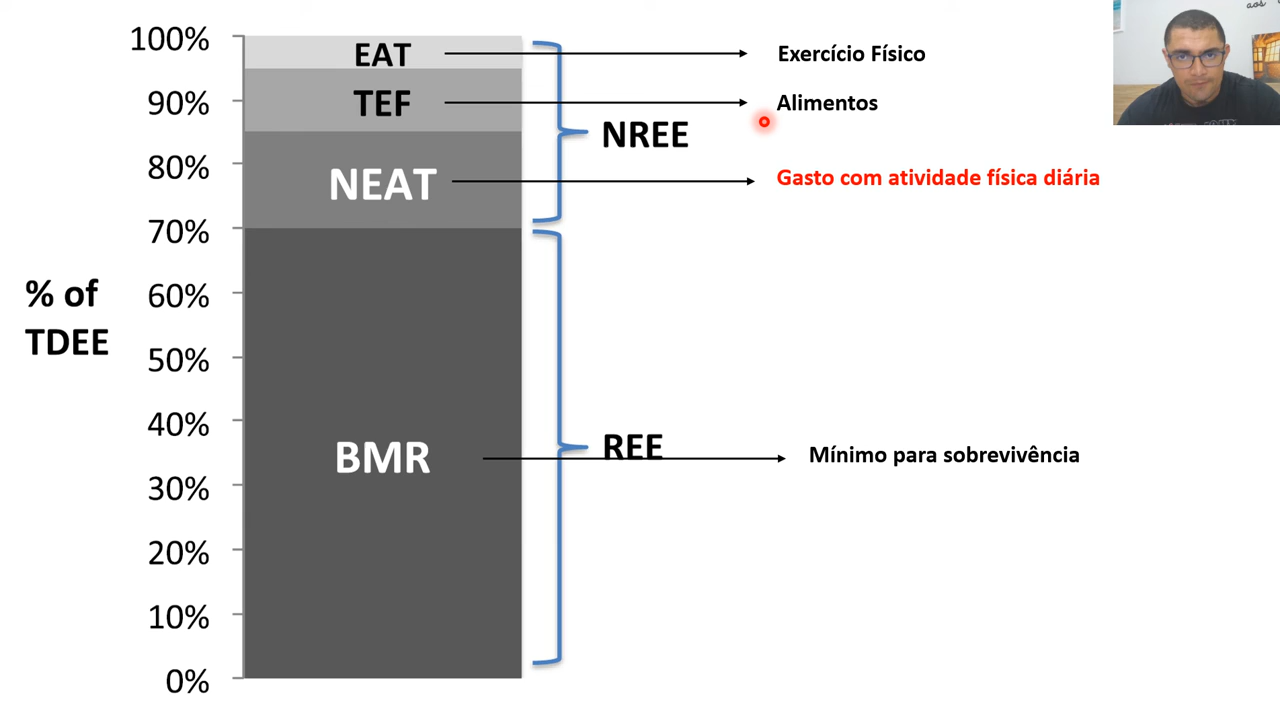 100%
EAT
Exercício Físico
90%
TEF
Alimentos
NREE
80%
NEAT
Gasto com atividade física diária
70%
% of
TDEE
60%
50%
40%
BMR
REE
Mínimo para sobrevivência
30%
20%
10%
0%
aos